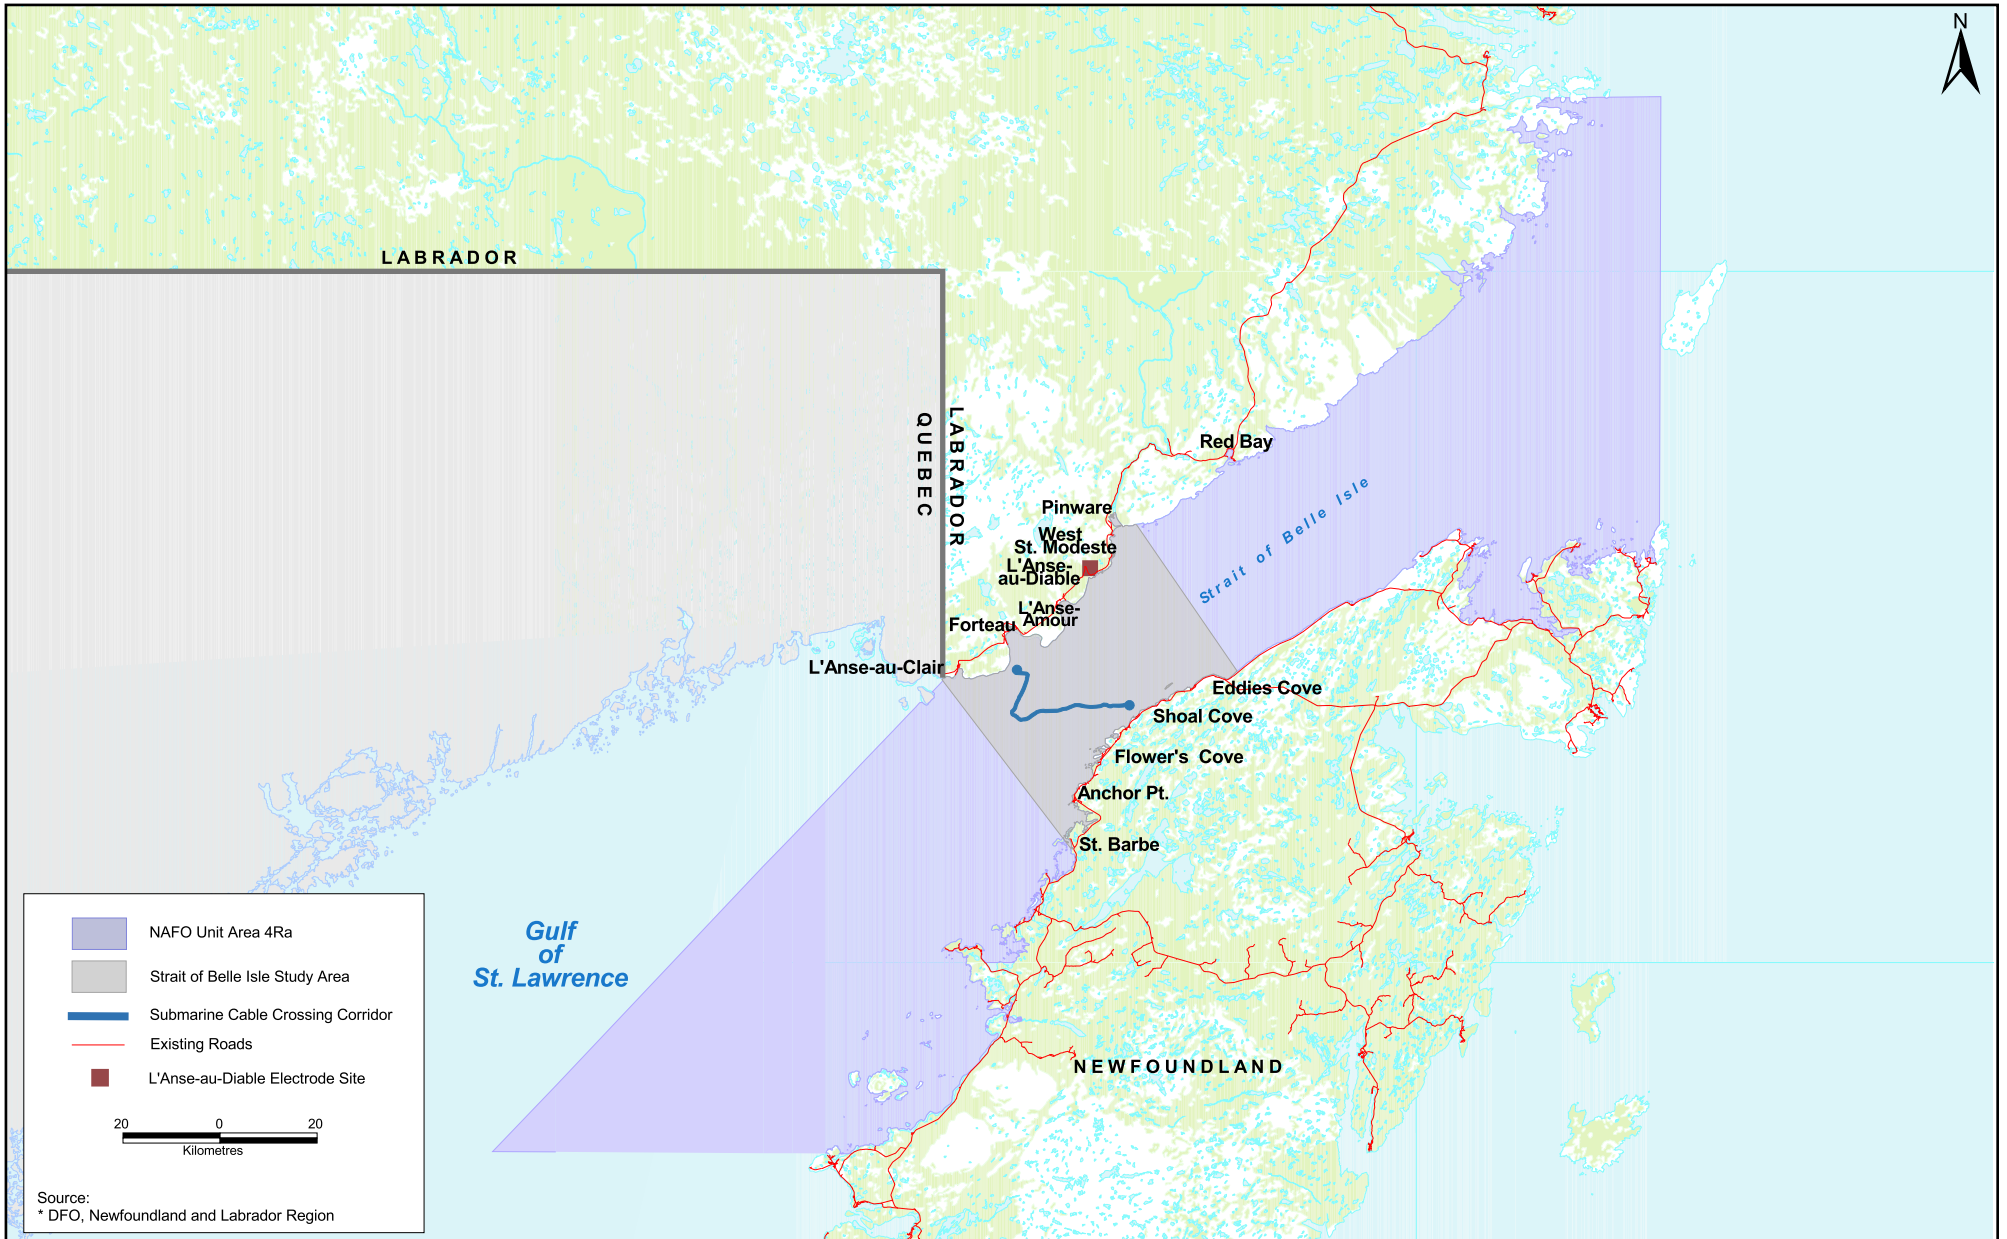 N
LABRADOR
QUEBEC
LABRADOR
Red Bay
Pinware
West
St. Modeste
L'Anse-
au-Diable
L'Anse-
Amour
Forteau
L'Anse-au-Clair
Strait of Belle Isle
Eddies Cove
Shoal Cove
Flower's Cove
Anchor Pt.
St. Barbe
Gulf
of
St. Lawrence
NEWFOUNDLAND
NAFO Unit Area 4Ra
Strait of Belle Isle Study Area
Submarine Cable Crossing Corridor
Existing Roads
L'Anse-au-Diable Electrode Site
20 0 20
Kilometres
Source:
* DFO, Newfoundland and Labrador Region